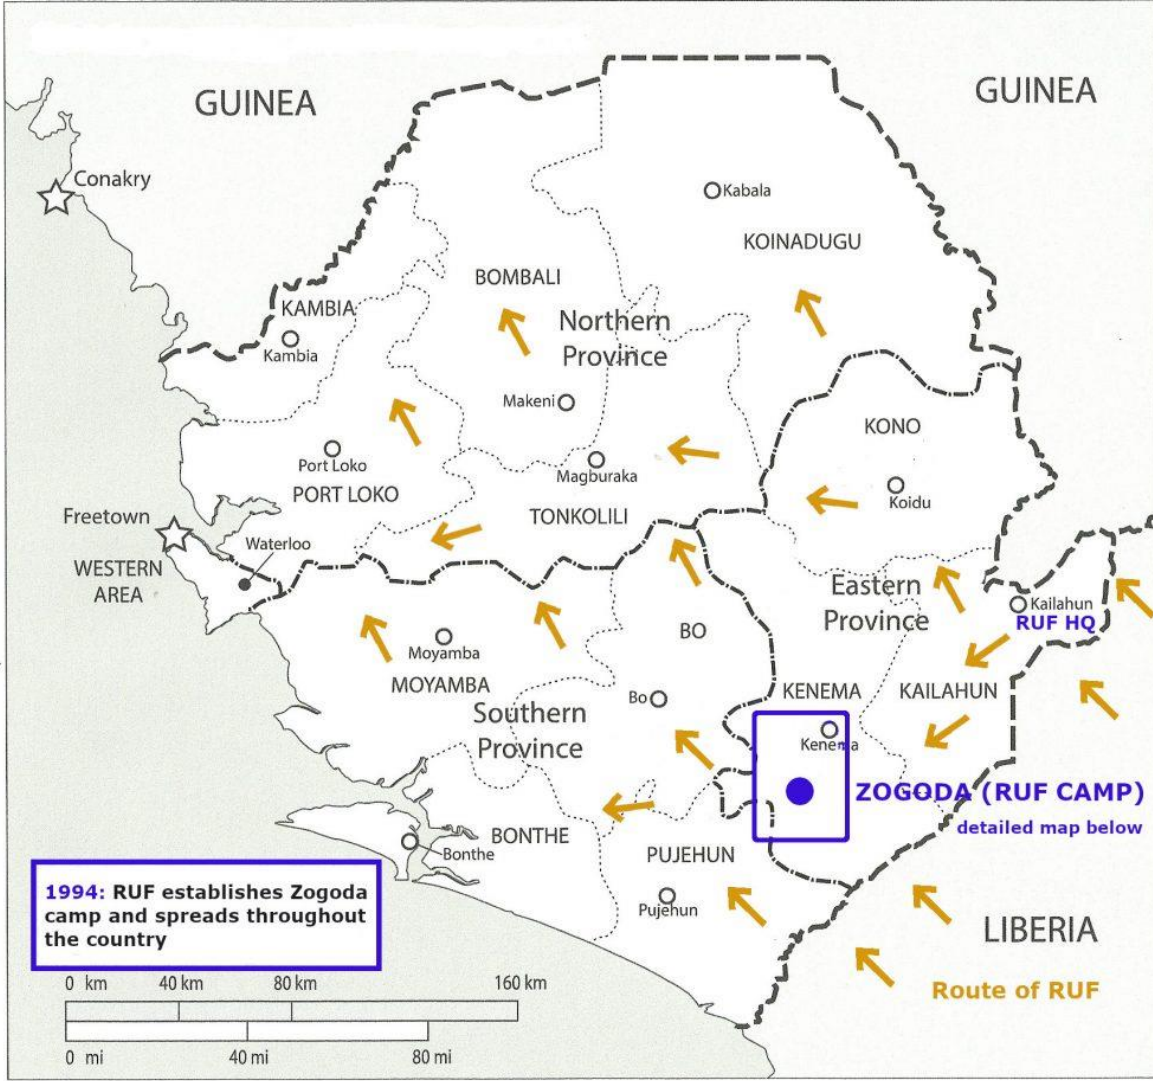 GUINEA
GUINEA
Conakry
Kabala
KOINADUGU
BOMBALI
KAMBIA
Kambia
Northern
Province
Makeni
KONO
Port Loko
PORT LOKO
Magburaka
Koidu
TONKOLILI
Freetown
Waterloo
WESTERN
AREA
Eastern
Province
Kailahun
RUF HQ
BO
Moyamba
MOYAMBA
KENEMA
KAILAHUN
Bo
Southern
Province
Kenema
ZOGODA (RUF CAMP)
detailed map below
BONTHE
Bonthe
PUJEHUN
Pujehun
1994: RUF establishes Zogoda
camp and spreads throughout
the country
LIBERIA
Route of RUF
0 km 40 km 80 km 160 km
0 mi 40 mi 80 mi